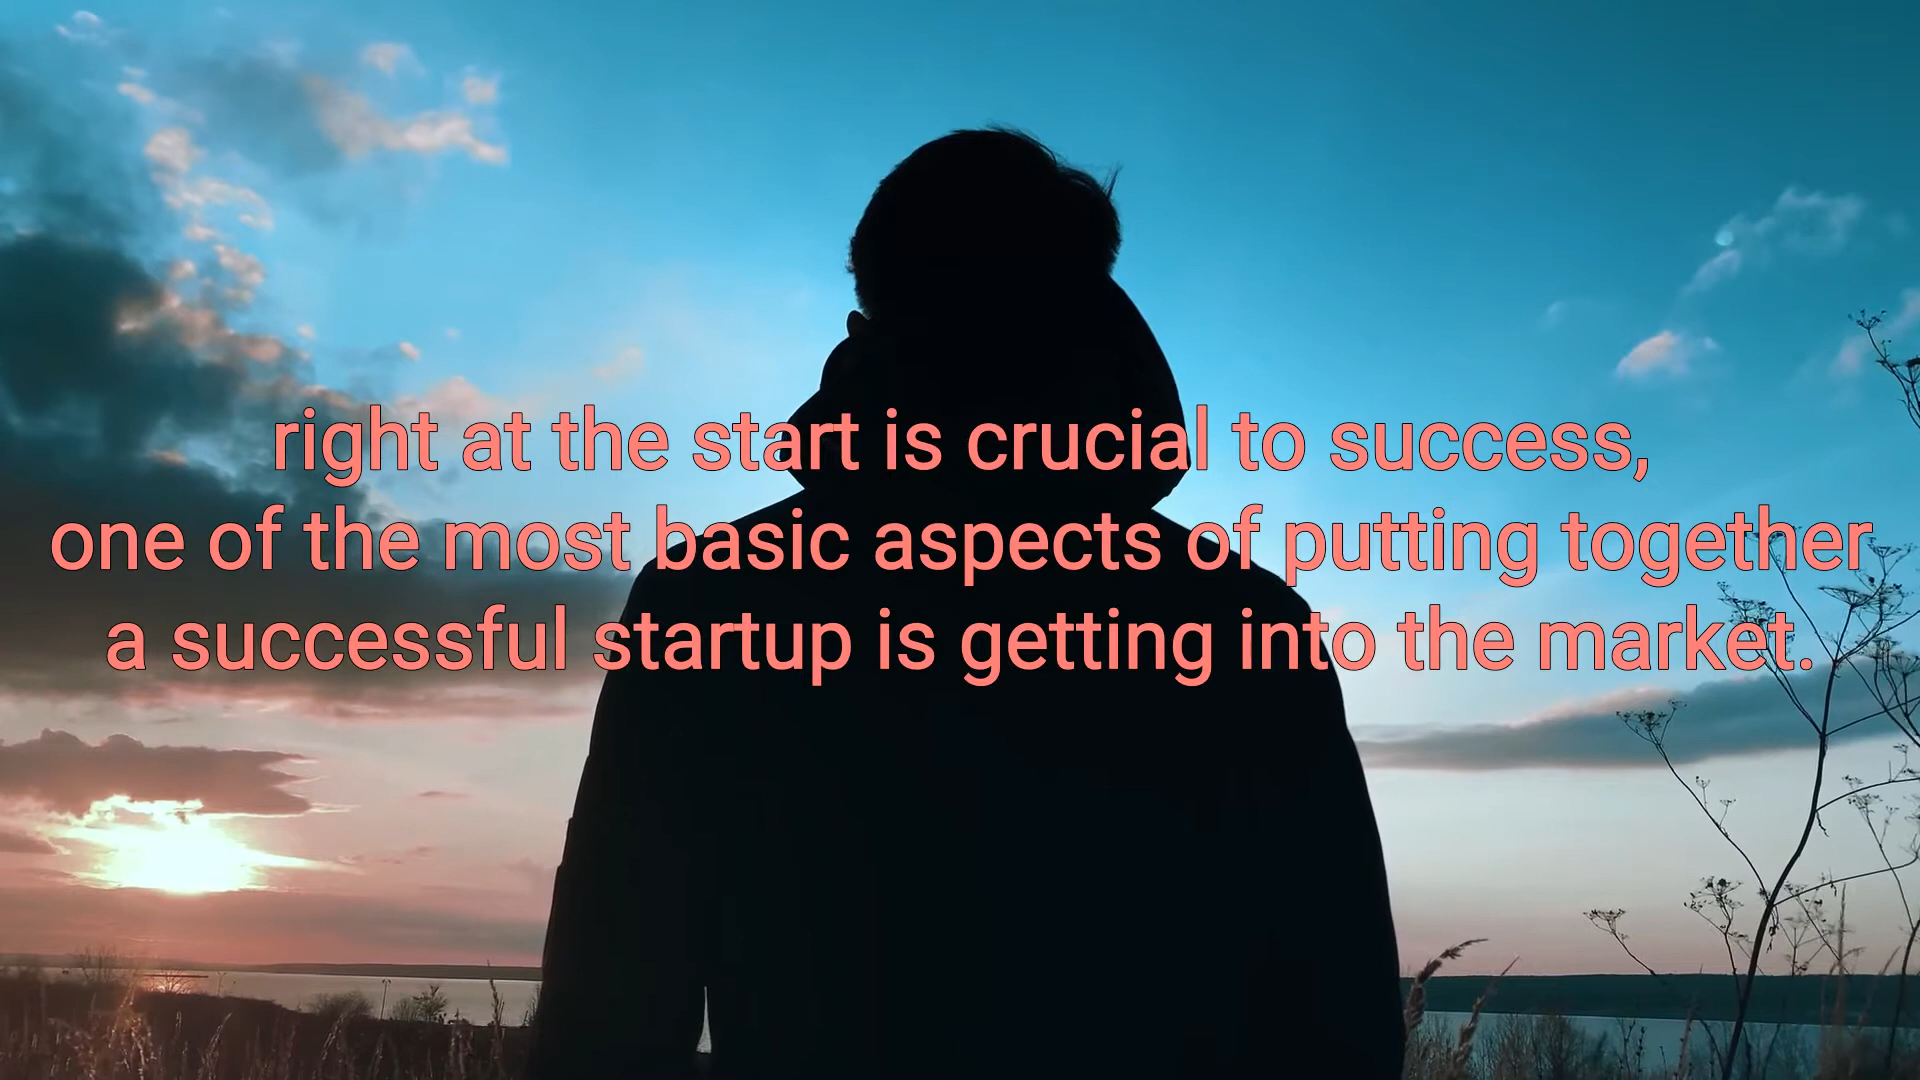 right at the start is crucial to success,
one of the most basic aspects of putting together
a successful startup is getting into the market.